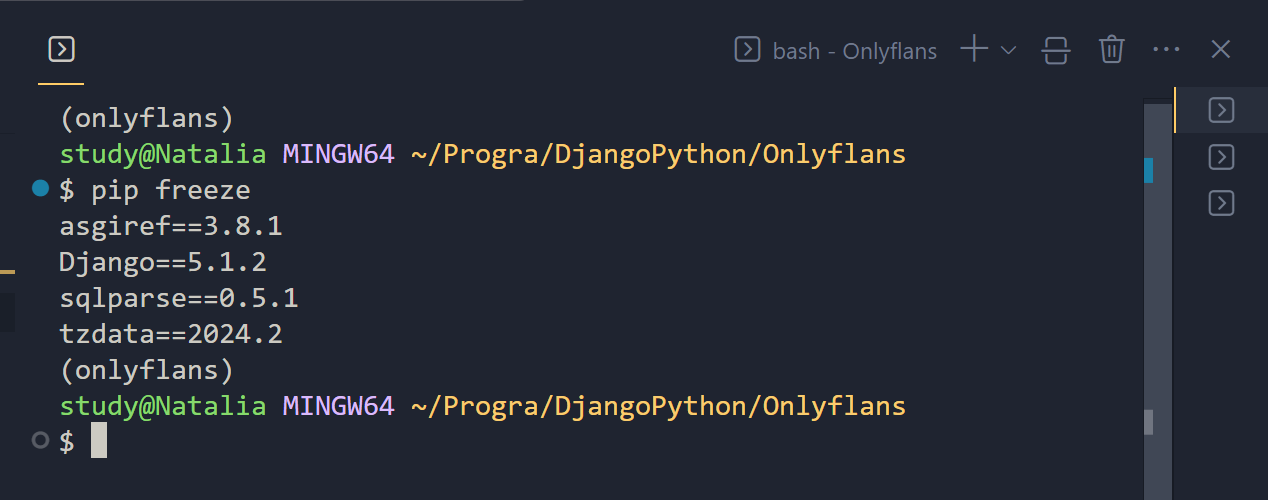 bash - Onlyflans
(onlyflans)
study@Natalia MINGW64 ~/Progra/DjangoPython/Onlyflans
$ pip freeze
asgiref==3.8.1
Django==5.1.2
sqlparse==0.5.1
tzdata==2024.2
(onlyflans)
study@Natalia MINGW64 ~/Progra/DjangoPython/Onlyflans
$